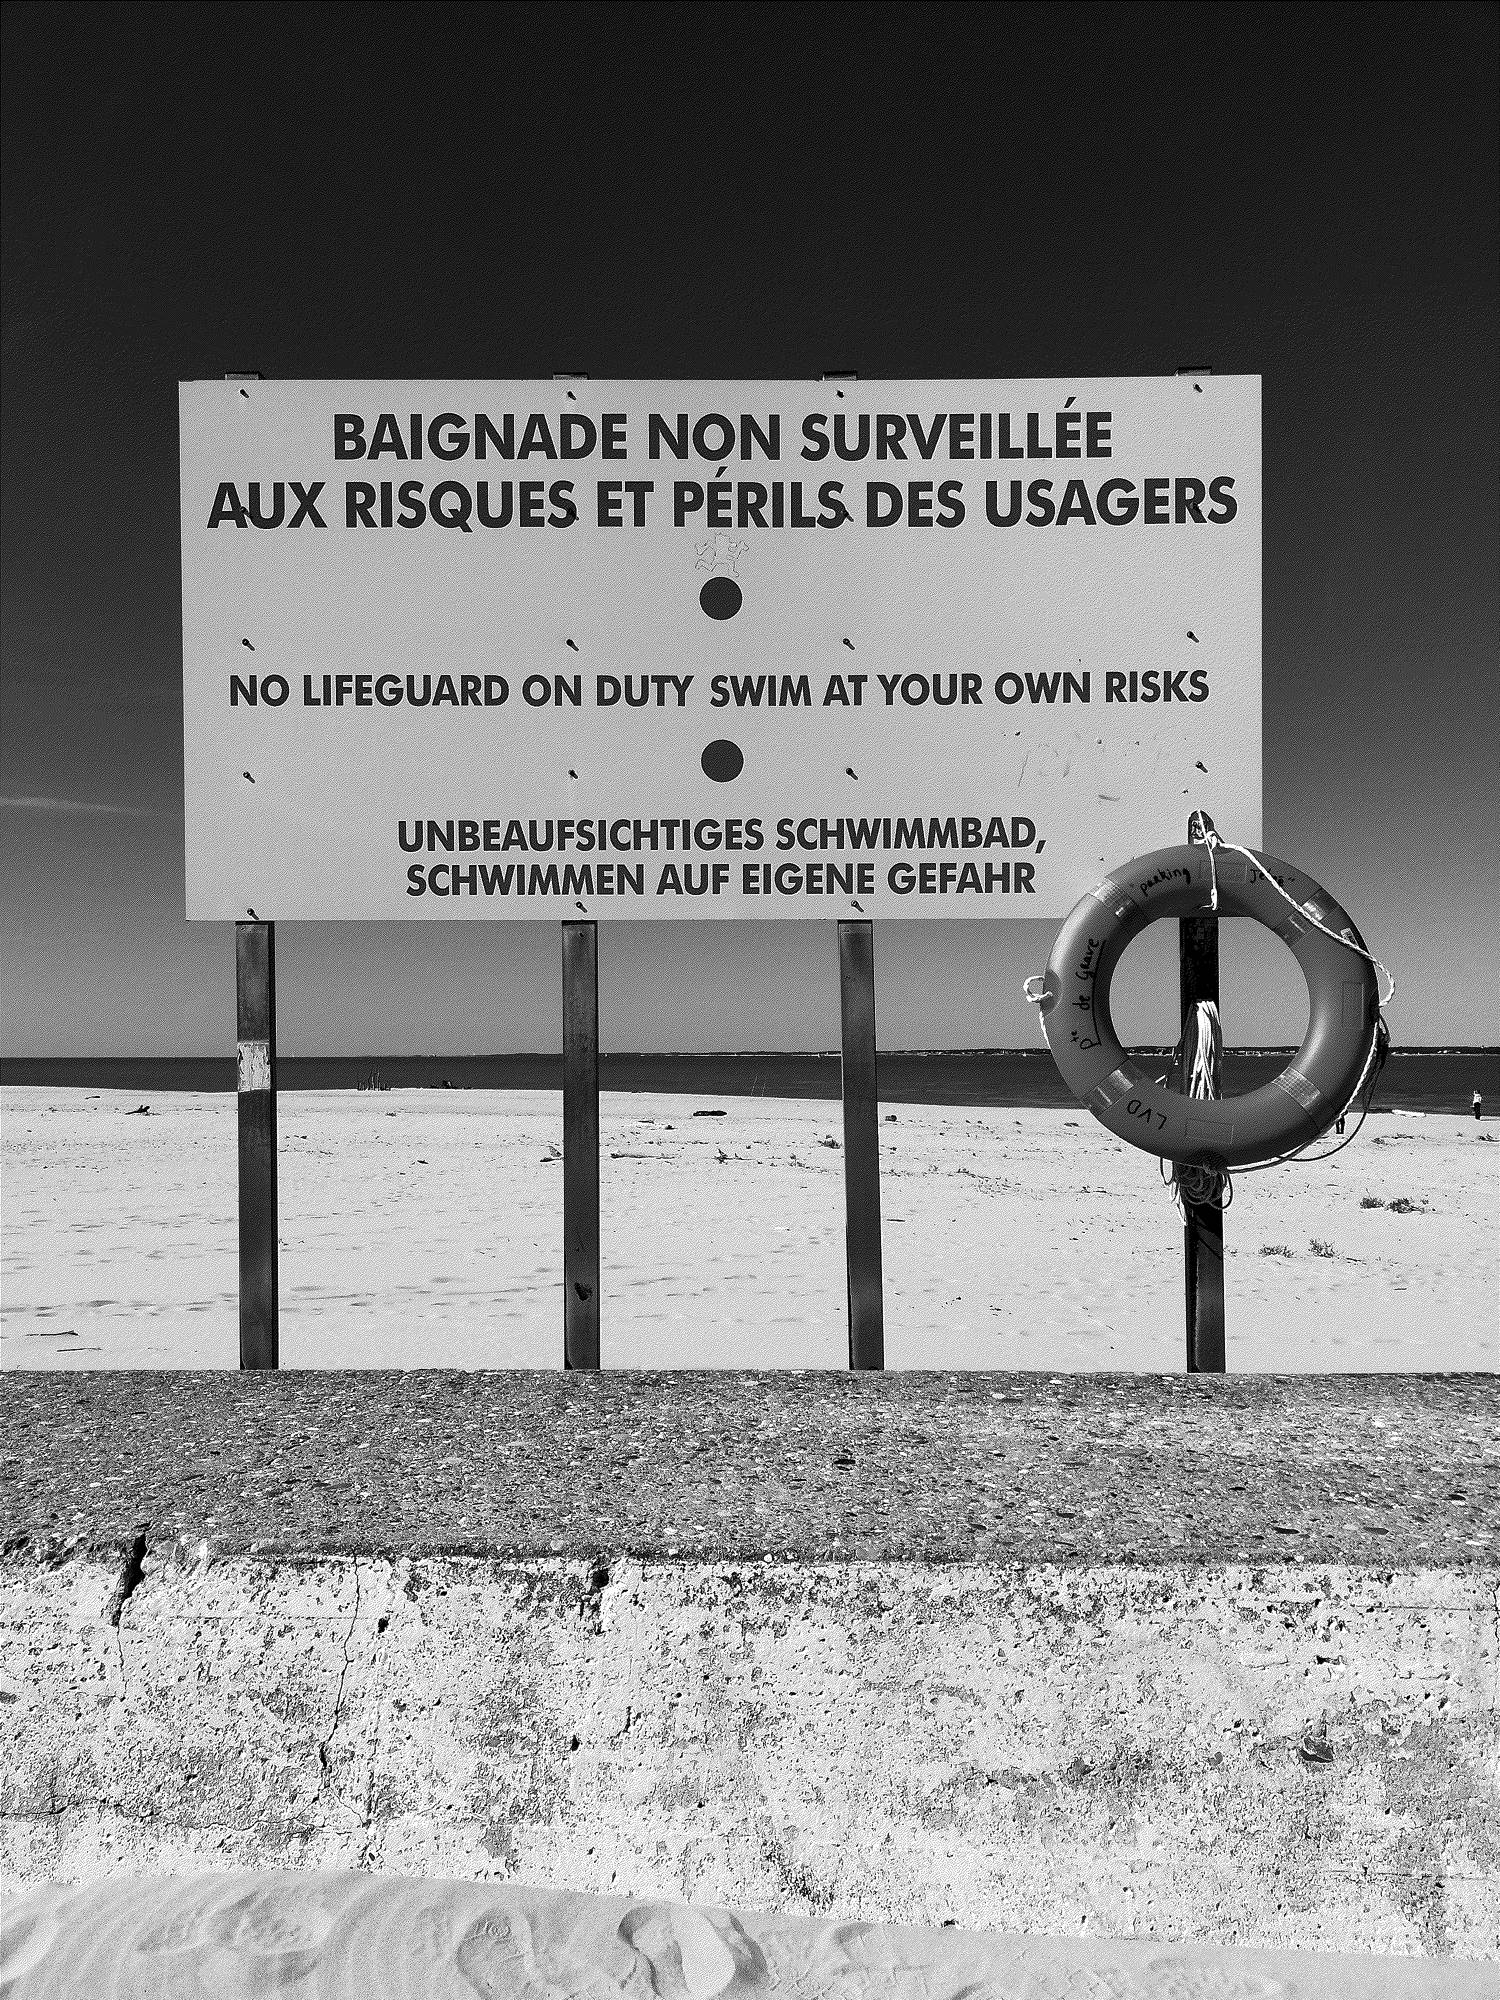 BAIGNADE NON SURVEILLÉE
AUX RISQUES ET PÉRILS DES USAGERS
NO LIFEGUARD ON DUTY SWIM AT YOUR OWN RISKS
UNBEAUFSICHTIGES SCHWIMMBAD,
SCHWIMMEN AUF EIGENE GEFAHR
parking
Pte de Grave
LVD